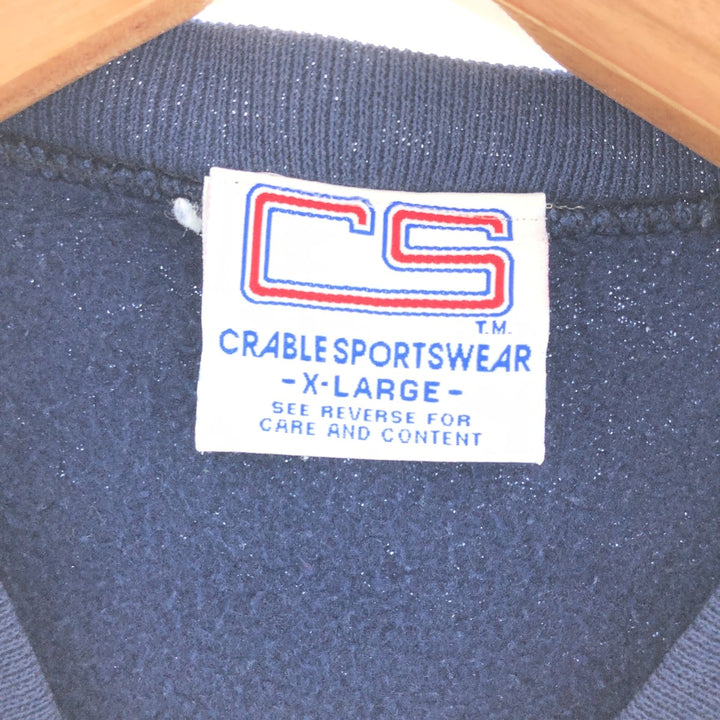 CS
T.M.
CRABLE SPORTSWEAR
-X-LARGE-
SEE REVERSE FOR
CARE AND CONTENT